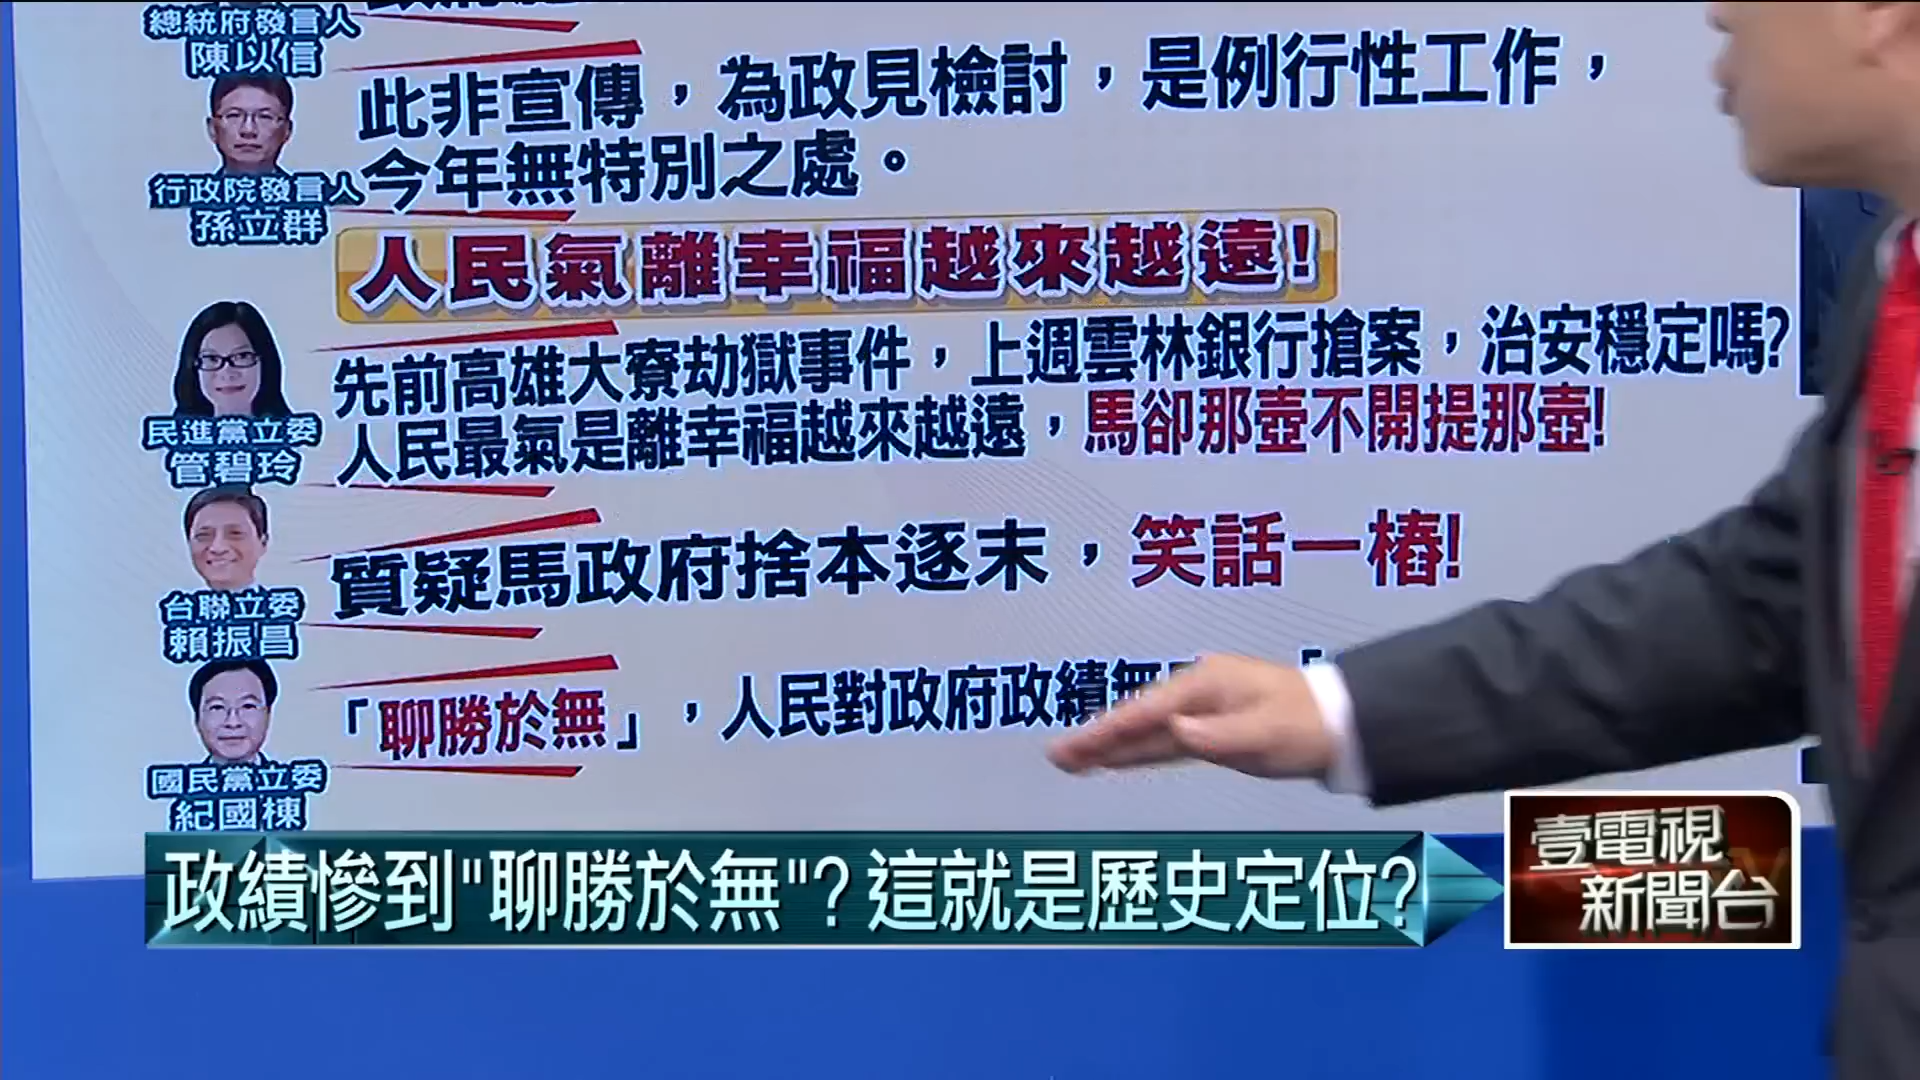 總統府發言人
陳以信
此非宣傳，為政見檢討，是例行性工作，
今年無特別之處。
行政院發言人
孫立群
人民氣離幸福越來越遠!
先前高雄大寮劫獄事件，上週雲林銀行搶案，治安穩定嗎?
人民最氣是離幸福越來越遠，馬卻那壺不開提那壺!
民進黨立委
管碧玲
質疑馬政府捨本逐末，笑話一樁!
台聯立委
賴振昌
「聊勝於無」，人民對政府政績無
國民黨立委
紀國棟
政績慘到"聊勝於無"?這就是歷史定位?
壹電視
新聞台